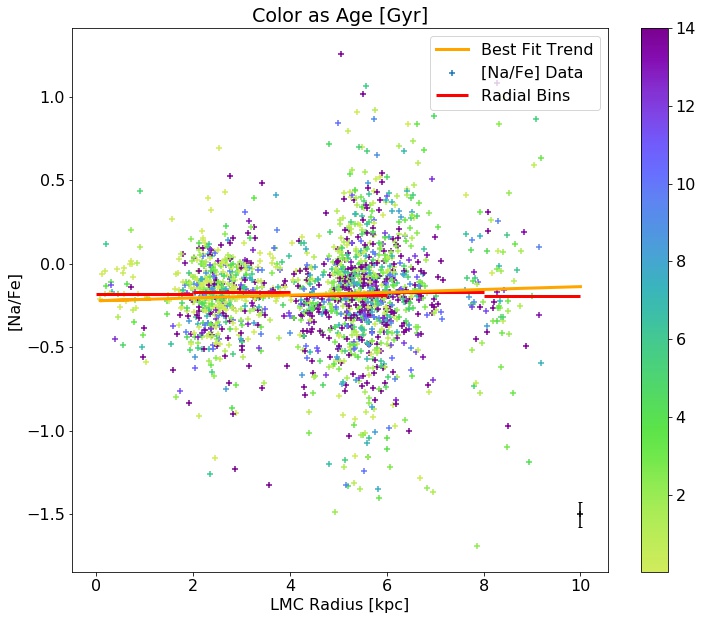 Color as Age [Gyr]
Best Fit Trend
[Na/Fe] Data
Radial Bins
[Na/Fe]
1.0
0.5
0.0
−0.5
−1.0
−1.5
0 2 4 6 8 10
LMC Radius [kpc]
14
12
10
8
6
4
2